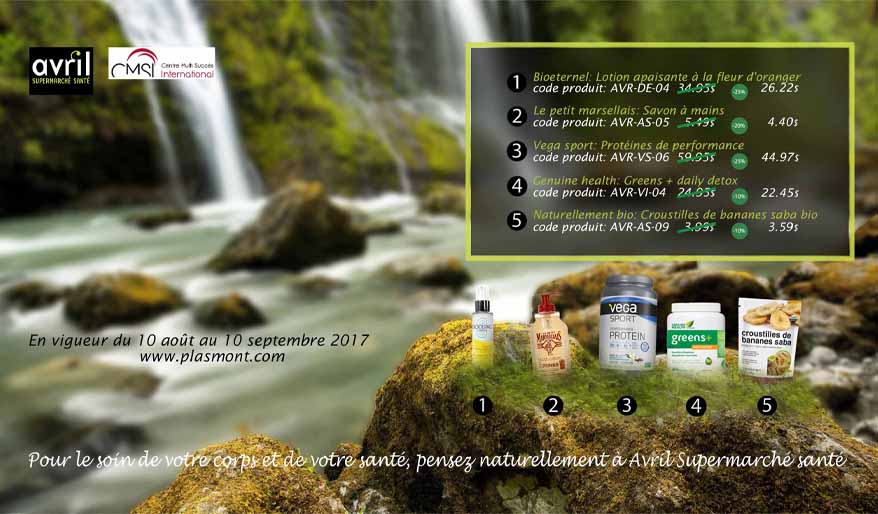 avril
SUPERMARCHÉ SANTÉ
CMSI Centre Multi Succès
International
1 Bioeternel: Lotion apaisante à la fleur d'oranger
code produit: AVR-DE-04 34.95$ -25% 26.22$
2 Le petit marsellais: Savon à mains
code produit: AVR-AS-05 5.49$ -20% 4.40$
3 Vega sport: Protéines de performance
code produit: AVR-VS-06 59.95$ -25% 44.97$
4 Genuine health: Greens + daily detox
code produit: AVR-VI-04 24.95$ -10% 22.45$
5 Naturellement bio: Croustilles de bananes saba bio
code produit: AVR-AS-09 3.99$ -10% 3.59$
En vigueur du 10 août au 10 septembre 2017
www.plasmont.com
vega
SPORT
PROTEIN
greens+
croustilles de
bananes saba
1 2 3 4 5
Pour le soin de votre corps et de votre santé, pensez naturellement à Avril Supermarché santé